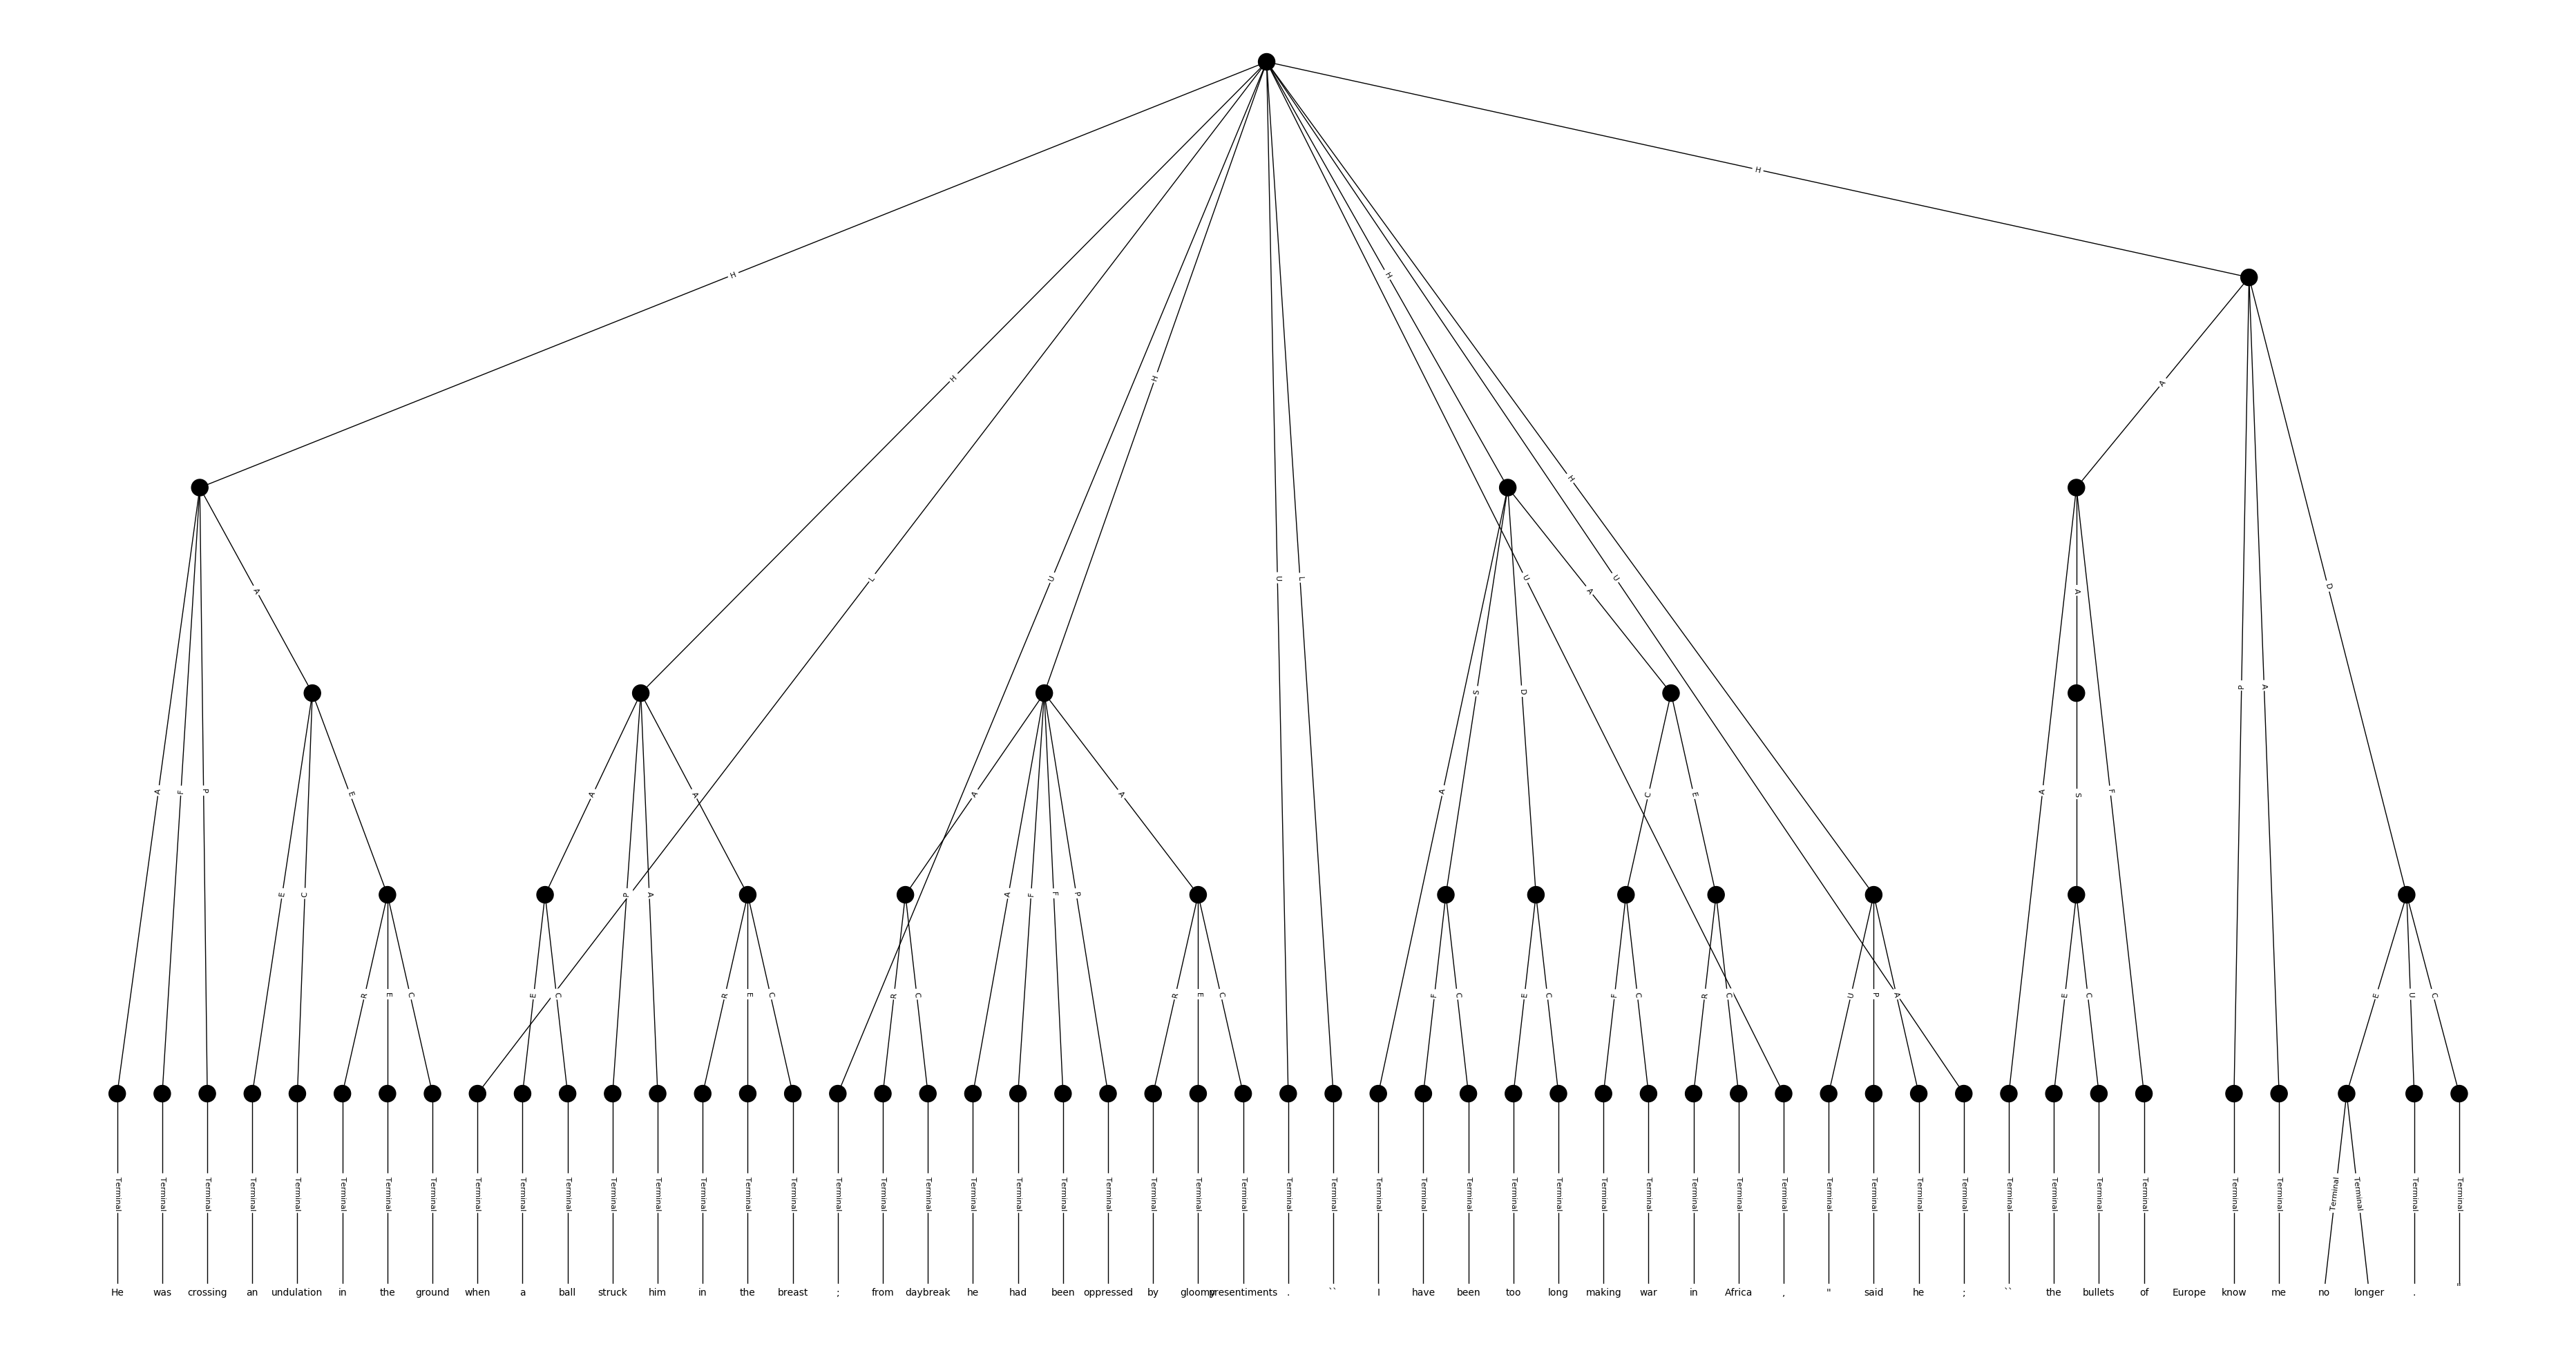 H
H
H
H
H
H
H
L
U
U
L
U
U
A
F
P
A
A
P
A
D
E
C
E
A
P
A
A
A
A
F
F
P
A
A
S
D
A
C
E
A
A
F
S
R
E
C
E
C
R
E
C
R
C
R
E
C
F
C
E
C
F
C
R
C
U
P
A
E
C
E
U
C
Terminal Terminal Terminal Terminal Terminal Terminal Terminal Terminal Terminal Terminal Terminal Terminal Terminal Terminal Terminal Terminal Terminal Terminal Terminal Terminal Terminal Terminal Terminal Terminal Terminal Terminal Terminal Terminal Terminal Terminal Terminal Terminal Terminal Terminal Terminal Terminal Terminal Terminal Terminal Terminal Terminal Terminal Terminal Terminal Terminal Terminal Terminal Terminal Terminal Terminal Terminal Terminal
He was crossing an undulation in the ground when a ball struck him in the breast ; from daybreak he had been oppressed by gloomy presentiments . `` I have been too long making war in Africa , " said he ; `` the bullets of Europe know me no longer . "